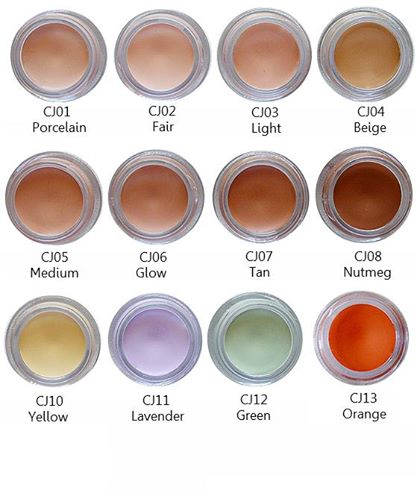 CJ01 CJ02 CJ03 CJ04
Porcelain Fair Light Beige
CJ05 CJ06 CJ07 CJ08
Medium Glow Tan Nutmeg
CJ10 CJ11 CJ12 CJ13
Yellow Lavender Green Orange